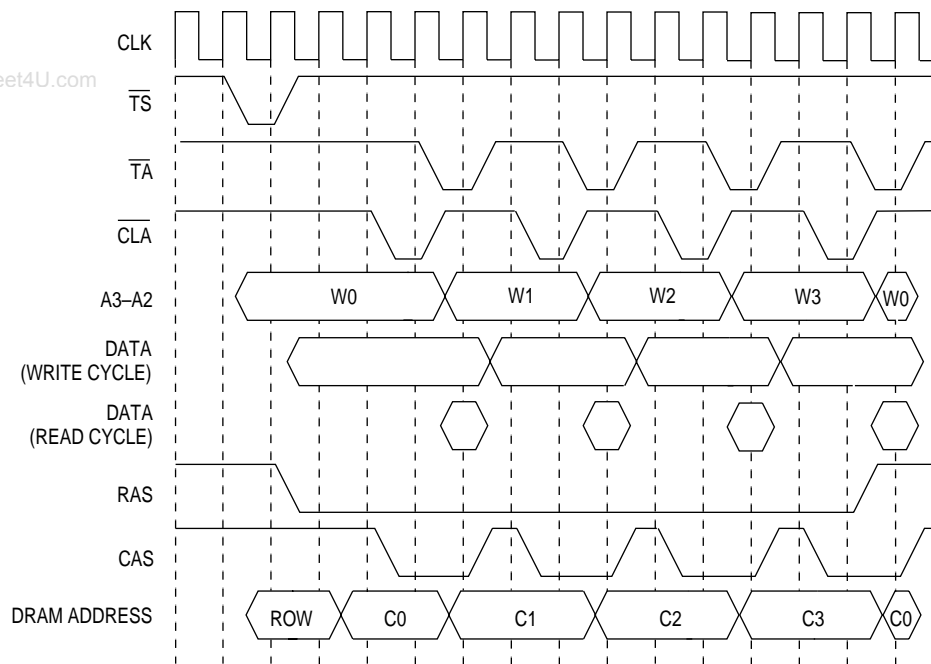 CLK
eet4U.com
TS
TA
CLA
A3–A2 W0 W1 W2 W3 W0
DATA
(WRITE CYCLE)
DATA
(READ CYCLE)
RAS
CAS
DRAM ADDRESS ROW C0 C1 C2 C3 C0